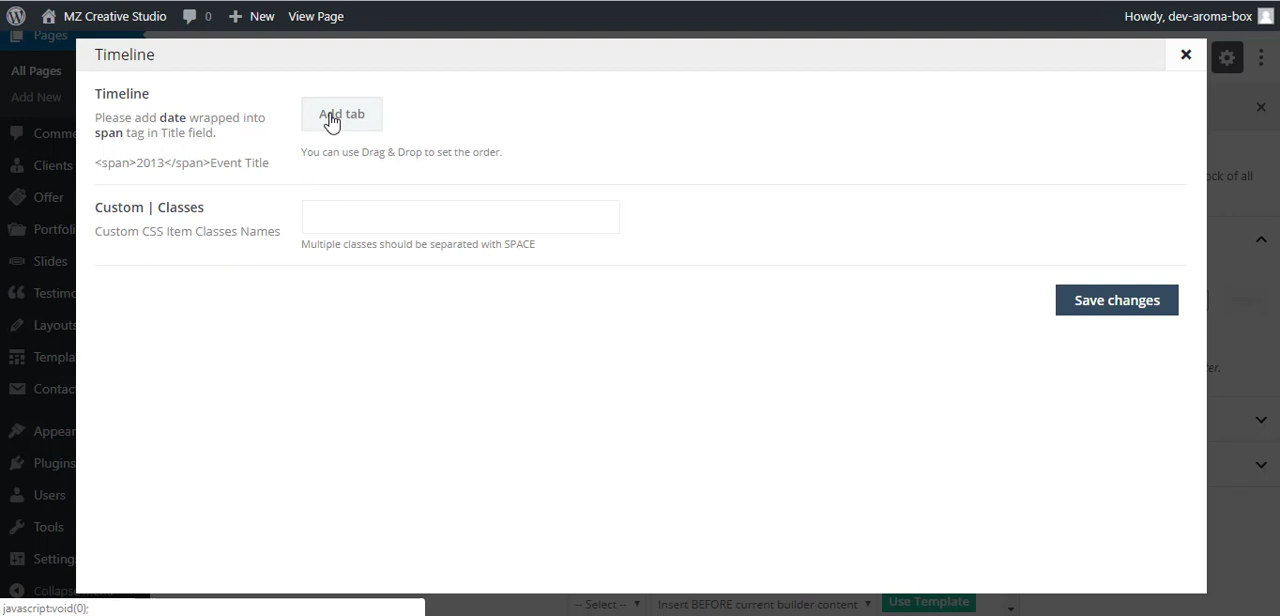 MZ Creative Studio 0 New View Page Howdy, dev-aroma-box
Pages
Timeline
All Pages
Add New
Timeline
Please add date wrapped into
span tag in Title field.
<span>2013</span>Event Title
Add tab
You can use Drag & Drop to set the order.
Custom | Classes
Custom CSS Item Classes Names
Multiple classes should be separated with SPACE
Save changes
Comme
Clients
Offer
Portfoli
Slides
Testimo
Layouts
Templa
Contac
Appear
Plugins
Users
Tools
Setting
Collaps
ock of all
er.
javascript:void(0);
-- Select -- Insert BEFORE current builder content Use Template